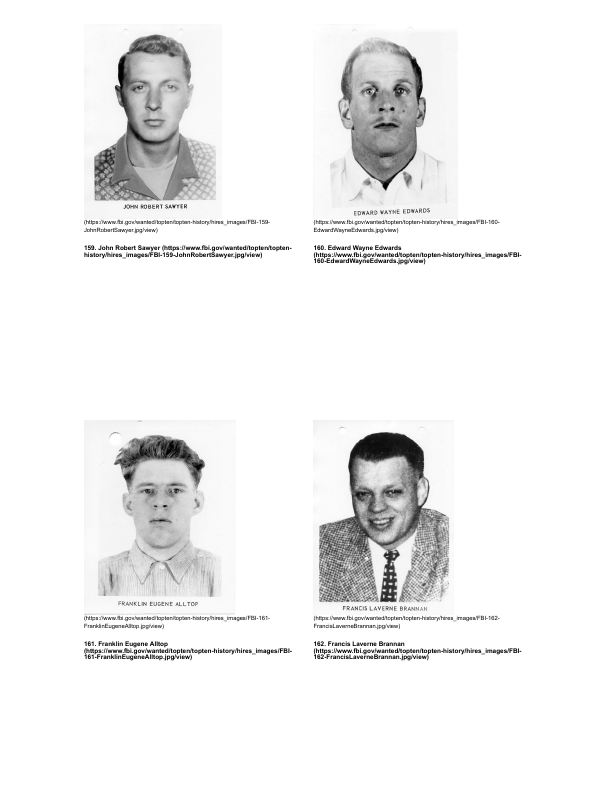 JOHN ROBERT SAWYER
(https://www.fbi.gov/wanted/topten/topten-history/hires_images/FBI-159-
JohnRobertSawyer.jpg/view)
159. John Robert Sawyer (https://www.fbi.gov/wanted/topten/topten-
history/hires_images/FBI-159-JohnRobertSawyer.jpg/view)
EDWARD WAYNE EDWARDS
(https://www.fbi.gov/wanted/topten/topten-history/hires_images/FBI-160-
EdwardWayneEdwards.jpg/view)
160. Edward Wayne Edwards
(https://www.fbi.gov/wanted/topten/topten-history/hires_images/FBI-
160-EdwardWayneEdwards.jpg/view)
FRANKLIN EUGENE ALLTOP
(https://www.fbi.gov/wanted/topten/topten-history/hires_images/FBI-161-
FranklinEugeneAlltop.jpg/view)
161. Franklin Eugene Alltop
(https://www.fbi.gov/wanted/topten/topten-history/hires_images/FBI-
161-FranklinEugeneAlltop.jpg/view)
FRANCIS LAVERNE BRANNAN
(https://www.fbi.gov/wanted/topten/topten-history/hires_images/FBI-162-
FrancisLaverneBrannan.jpg/view)
162. Francis Laverne Brannan
(https://www.fbi.gov/wanted/topten/topten-history/hires_images/FBI-
162-FrancisLaverneBrannan.jpg/view)